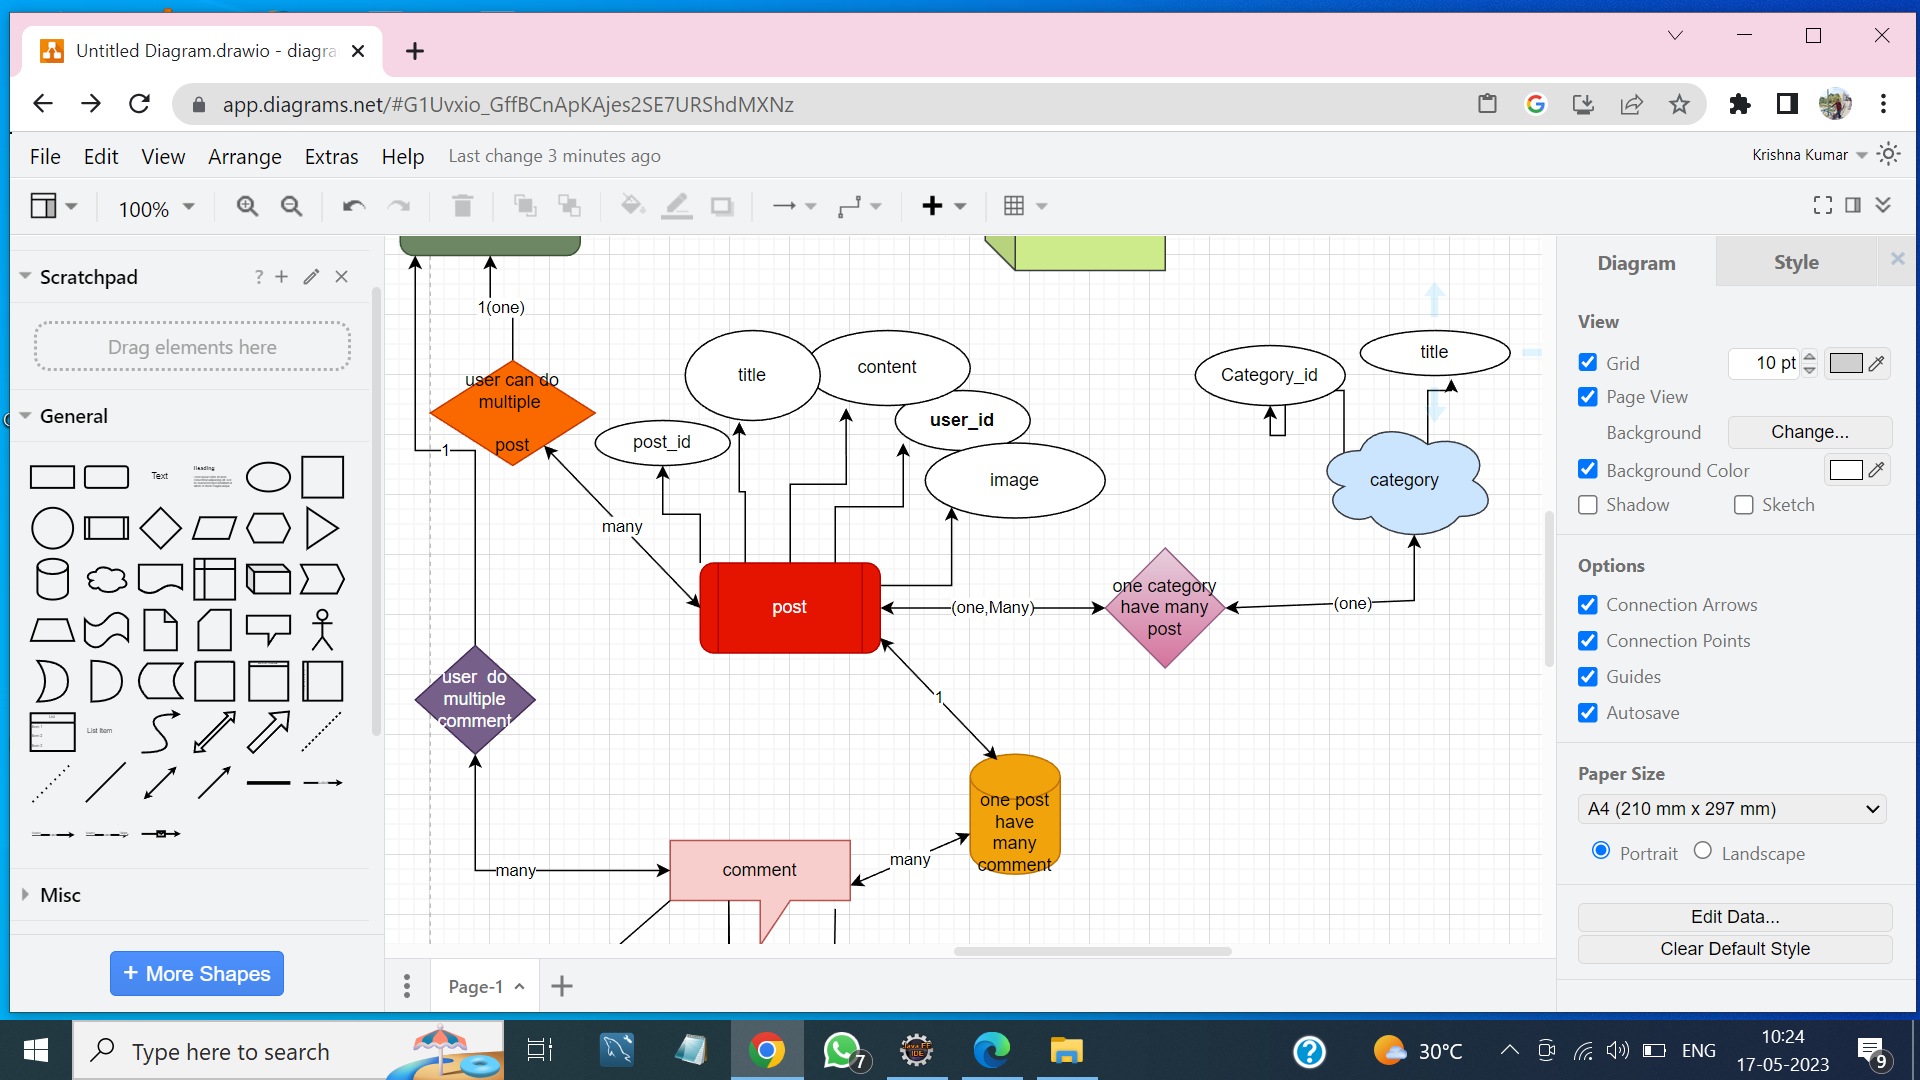 Untitled Diagram.drawio - diagra
app.diagrams.net/#G1Uvxio_GffBCnApKAjes2SE7URShdMXNz
File Edit View Arrange Extras Help Last change 3 minutes ago
Krishna Kumar
100%
Scratchpad
?
Drag elements here
General
Text
Heading
List Item
Misc
+ More Shapes
1(one)
user can do
multiple
post
1
many
title
content
post_id
user_id
image
Category_id
title
category
post
(one,Many)
one category
have many
post
(one)
user do
multiple
comment
1
one post
have
many
comment
many
comment
many
Page-1
Diagram
Style
View
Grid
10 pt
Page View
Background
Change...
Background Color
Shadow
Sketch
Options
Connection Arrows
Connection Points
Guides
Autosave
Paper Size
A4 (210 mm x 297 mm)
Portrait
Landscape
Edit Data...
Clear Default Style
Type here to search
7
Java EE
IDE
?
30°C
ENG
10:24
17-05-2023
9